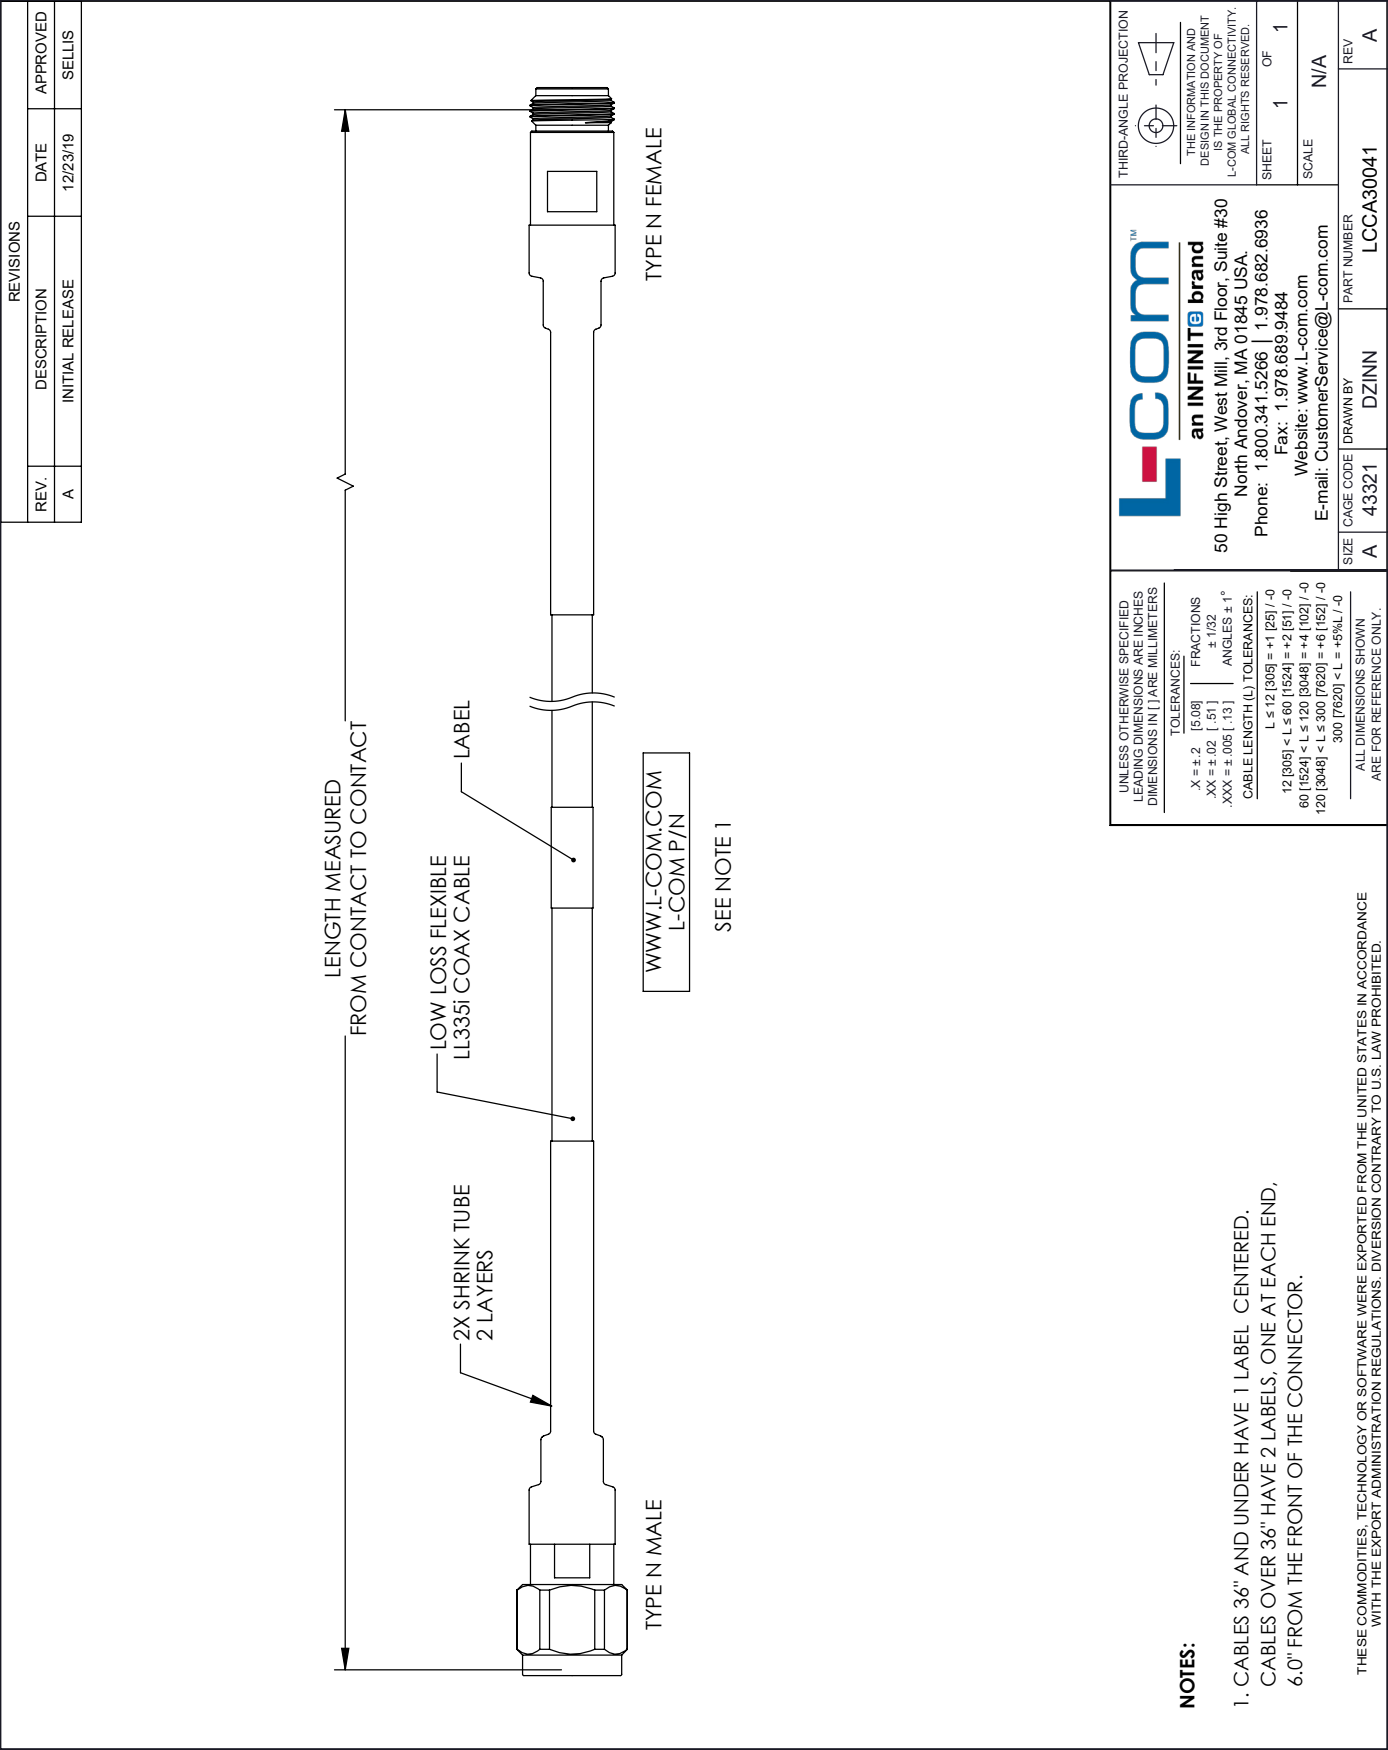 REVISIONS
REV. DESCRIPTION DATE APPROVED
A INITIAL RELEASE 12/23/19 SELLIS
LENGTH MEASURED
FROM CONTACT TO CONTACT
2X SHRINK TUBE
2 LAYERS
LOW LOSS FLEXIBLE
LL335i COAX CABLE
LABEL
TYPE N MALE
TYPE N FEMALE
WWW.L-COM.COM
L-COM P/N
SEE NOTE 1
NOTES:
1. CABLES 36" AND UNDER HAVE 1 LABEL CENTERED.
CABLES OVER 36" HAVE 2 LABELS, ONE AT EACH END,
6.0" FROM THE FRONT OF THE CONNECTOR.
THESE COMMODITIES, TECHNOLOGY OR SOFTWARE WERE EXPORTED FROM THE UNITED STATES IN ACCORDANCE
WITH THE EXPORT ADMINISTRATION REGULATIONS. DIVERSION CONTRARY TO U.S. LAW PROHIBITED.
UNLESS OTHERWISE SPECIFIED
LEADING DIMENSIONS ARE INCHES
DIMENSIONS IN [ ] ARE MILLIMETERS
TOLERANCES:
.X = ± .2 [5.08] FRACTIONS
.XX = ± .02 [ .51 ] ± 1/32
.XXX = ± .005 [ .13 ] ANGLES ± 1°
CABLE LENGTH (L) TOLERANCES:
L ≤ 12 [305] = +1 [25] / -0
12 [305] < L ≤ 60 [1524] = +2 [51] / -0
60 [1524] < L ≤ 120 [3048] = +4 [102] / -0
120 [3048] < L ≤ 300 [7620] = +6 [152] / -0
300 [7620] < L = +5%L / -0
ALL DIMENSIONS SHOWN
ARE FOR REFERENCE ONLY.
L-com™
an INFINITe brand
50 High Street, West Mill, 3rd Floor, Suite #30
North Andover, MA 01845 USA.
Phone: 1.800.341.5266 | 1.978.682.6936
Fax: 1.978.689.9484
Website: www.L-com.com
E-mail: CustomerService@L-com.com
THIRD-ANGLE PROJECTION
THE INFORMATION AND
DESIGN IN THIS DOCUMENT
IS THE PROPERTY OF
L-COM GLOBAL CONNECTIVITY.
ALL RIGHTS RESERVED.
SHEET 1 OF 1
SCALE N/A
SIZE A
CAGE CODE 43321
DRAWN BY DZINN
PART NUMBER LCCA30041
REV A